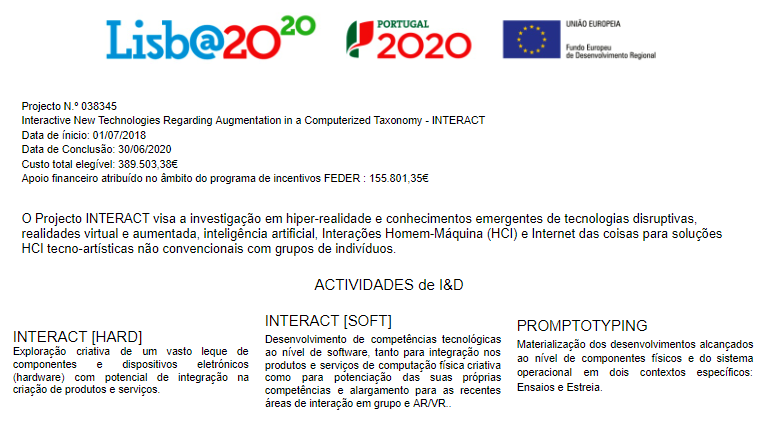 Lisb@2020
PORTUGAL
2020
UNIÃO EUROPEIA
Fundo Europeu
de Desenvolvimento Regional
Projecto N.º 038345
Interactive New Technologies Regarding Augmentation in a Computerized Taxonomy - INTERACT
Data de ínicio: 01/07/2018
Data de Conclusão: 30/06/2020
Custo total elegível: 389.503,38€
Apoio financeiro atribuído no âmbito do programa de incentivos FEDER : 155.801,35€
O Projecto INTERACT visa a investigação em hiper-realidade e conhecimentos emergentes de tecnologias disruptivas,
realidades virtual e aumentada, inteligência artificial, Interações Homem-Máquina (HCI) e Internet das coisas para soluções
HCI tecno-artísticas não convencionais com grupos de indivíduos.
ACTIVIDADES de I&D
INTERACT [HARD]
Exploração criativa de um vasto leque de
componentes e dispositivos eletrónicos
(hardware) com potencial de integração na
criação de produtos e serviços.
INTERACT [SOFT]
Desenvolvimento de competências tecnológicas
ao nível de software, tanto para integração nos
produtos e serviços de computação física criativa
como para potenciação das suas próprias
competências e alargamento para as recentes
áreas de interação em grupo e AR/VR..
PROMPTOTYPING
Materialização dos desenvolvimentos alcançados
ao nível de componentes físicos e do sistema
operacional em dois contextos específicos:
Ensaios e Estreia.